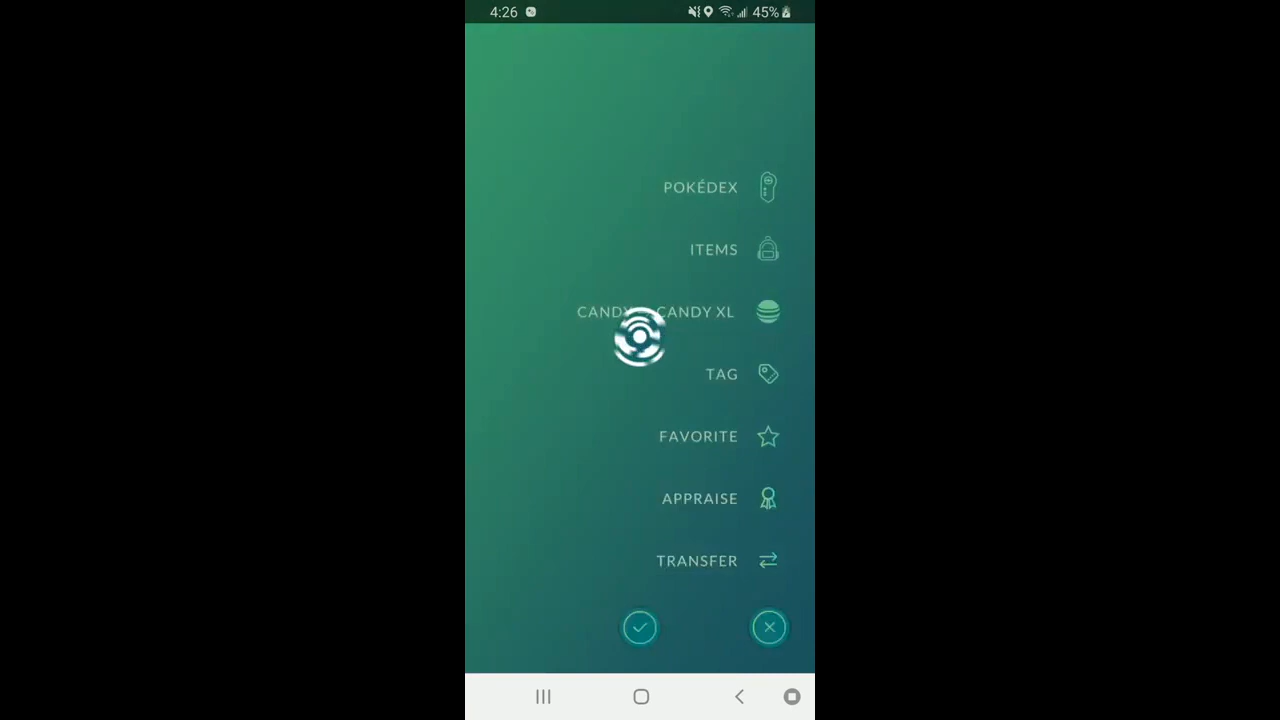 4:26
45%
POKÉDEX
ITEMS
CANDY CANDY XL
TAG
FAVORITE
APPRAISE
TRANSFER